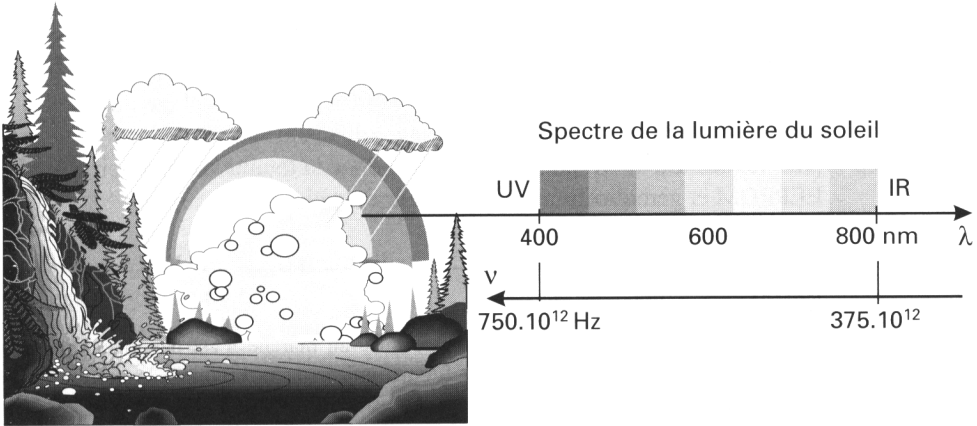 Spectre de la lumière du soleil
UV IR
400 600 800 nm λ
ν
750.10¹² Hz 375.10¹²